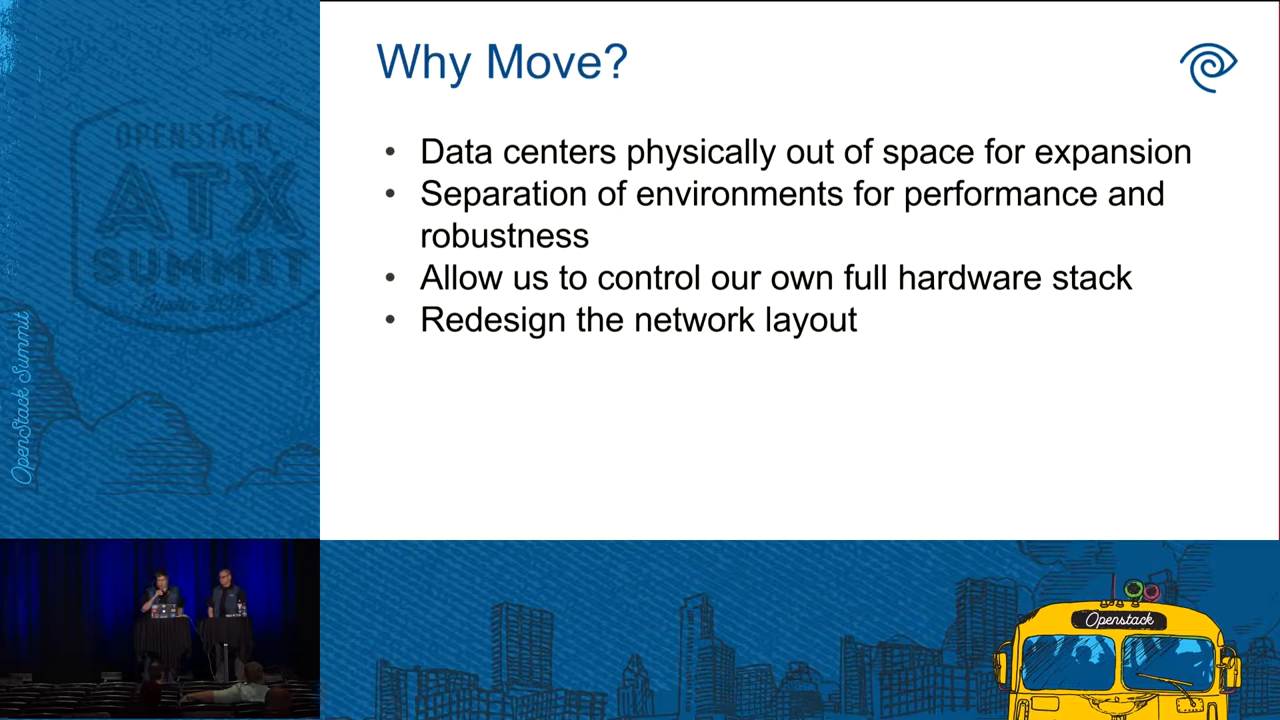 Why Move?
• Data centers physically out of space for expansion
• Separation of environments for performance and
robustness
• Allow us to control our own full hardware stack
• Redesign the network layout
OPENSTACK
ATX
SUMMIT
OpenStack Summit
Openstack